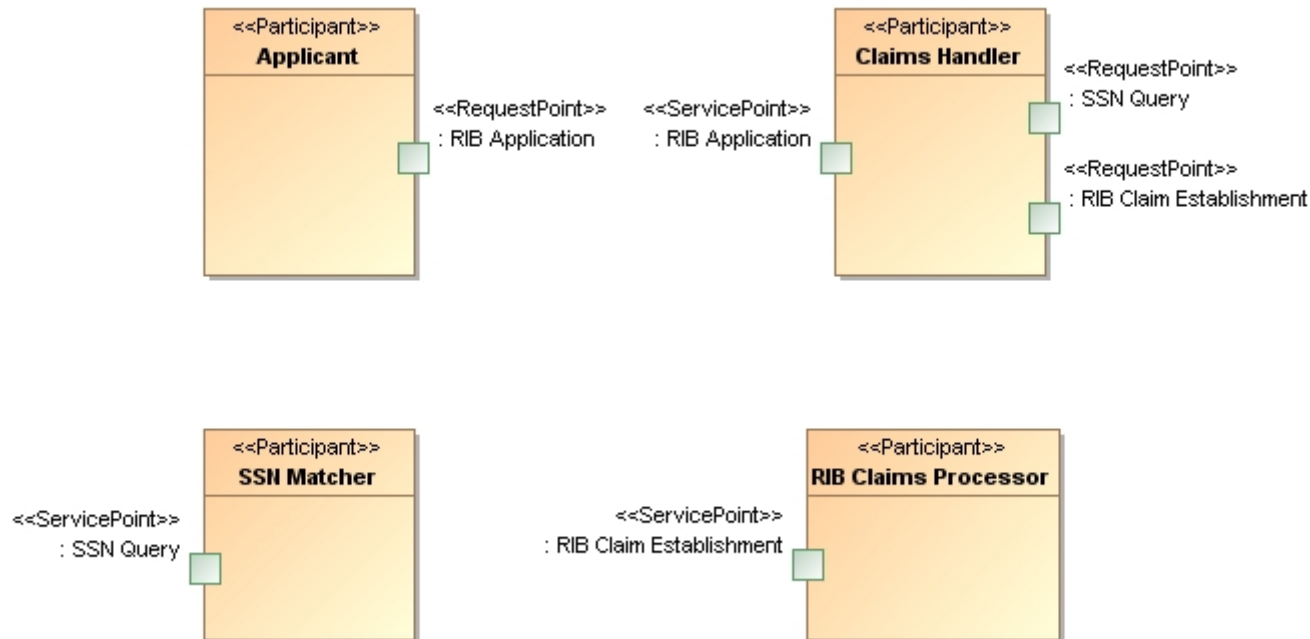 <<Participant>>
Applicant
<<RequestPoint>>
: RIB Application
<<Participant>>
Claims Handler
<<ServicePoint>>
: RIB Application
<<RequestPoint>>
: SSN Query
<<RequestPoint>>
: RIB Claim Establishment
<<Participant>>
SSN Matcher
<<ServicePoint>>
: SSN Query
<<Participant>>
RIB Claims Processor
<<ServicePoint>>
: RIB Claim Establishment